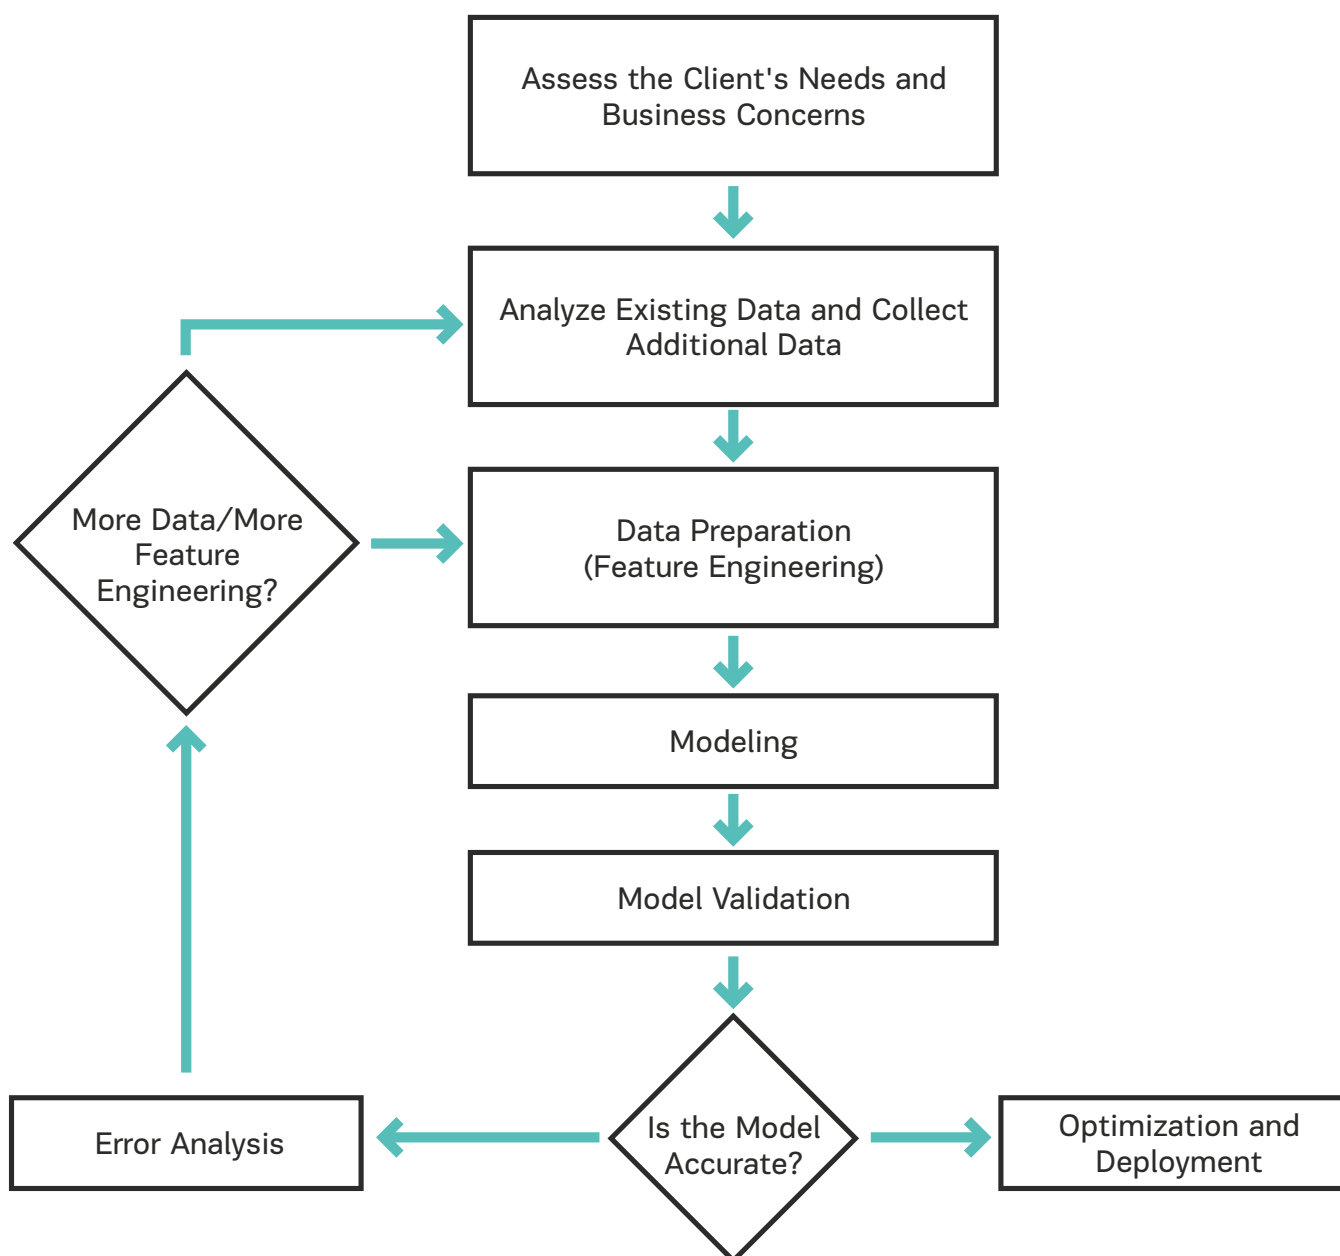 Assess the Client's Needs and
Business Concerns
Analyze Existing Data and Collect
Additional Data
More Data/More
Feature
Engineering?
Data Preparation
(Feature Engineering)
Modeling
Model Validation
Error Analysis
Is the Model
Accurate?
Optimization and
Deployment